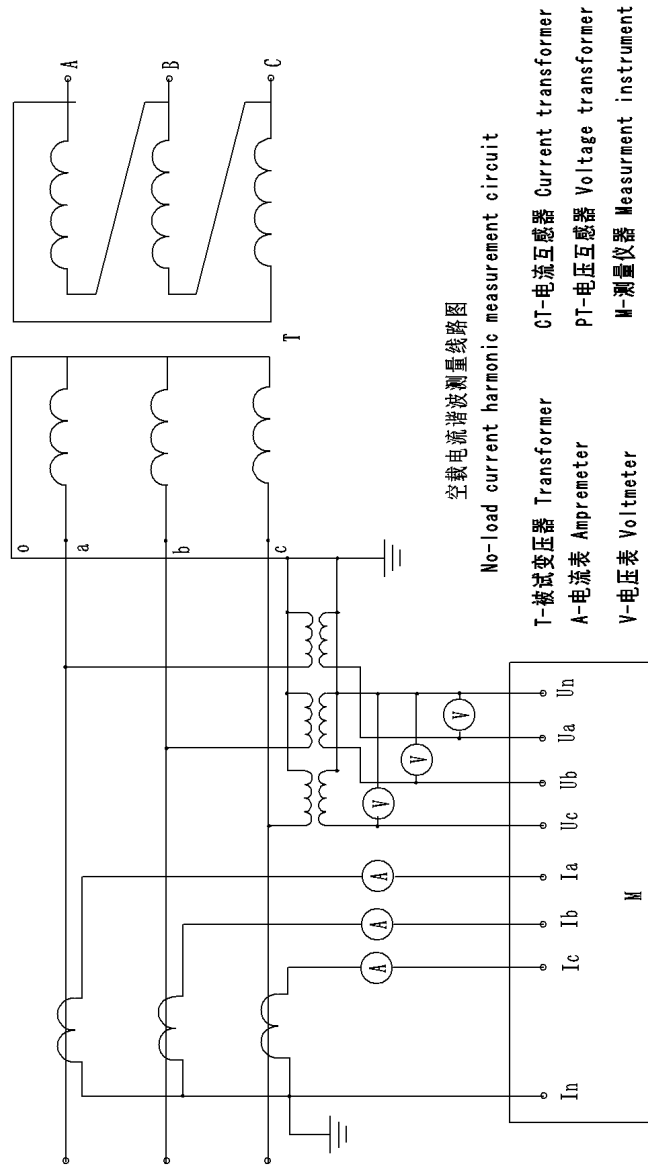 A
B
C
T
o
a
b
c
空载电流谐波测量线路图
No-load current harmonic measurement circuit
T-被试变压器 Transformer
CT-电流互感器 Current transformer
A-电流表 Ampremeter
PT-电压互感器 Voltage transformer
V-电压表 Voltmeter
M-测量仪器 Measurment instrument
A
A
A
V
V
V
In
Ic
Ib
Ia
Uc
Ub
Ua
Un
M